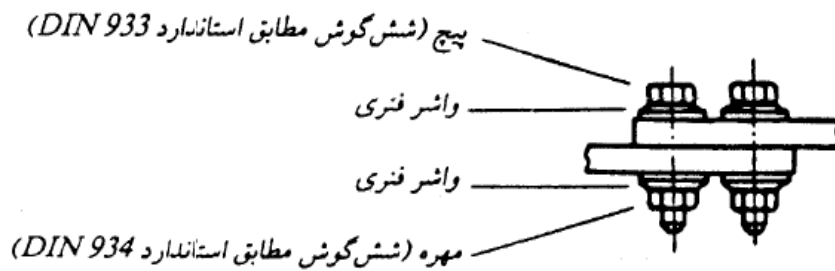 پیچ (شش‌گوش مطابق استاندارد DIN 933)
واشر فنری
واشر فنری
مهره (شش‌گوش مطابق استاندارد DIN 934)